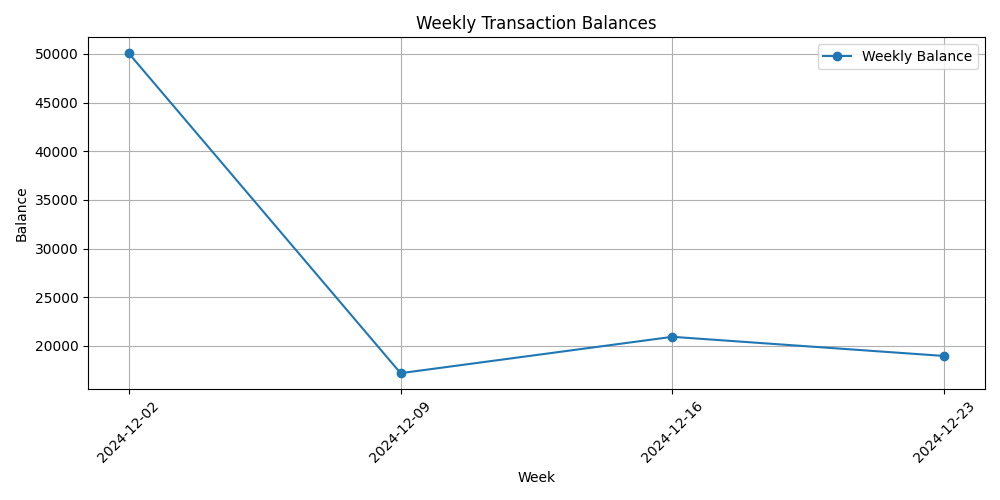 Weekly Transaction Balances
Weekly Balance
50000
45000
40000
35000
30000
25000
20000
Balance
2024-12-02
2024-12-09
2024-12-16
2024-12-23
Week